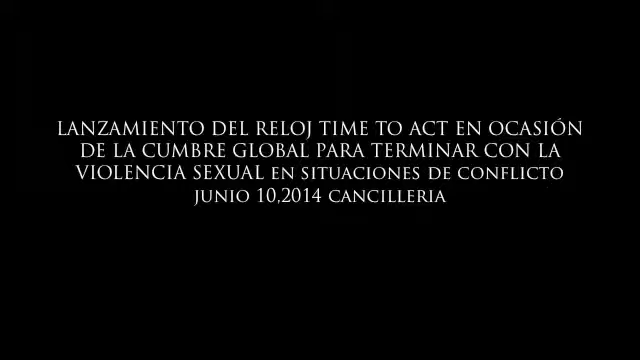 LANZAMIENTO DEL RELOJ TIME TO ACT EN OCASIÓN
DE LA CUMBRE GLOBAL PARA TERMINAR CON LA
VIOLENCIA SEXUAL EN SITUACIONES DE CONFLICTO
JUNIO 10,2014 CANCILLERIA